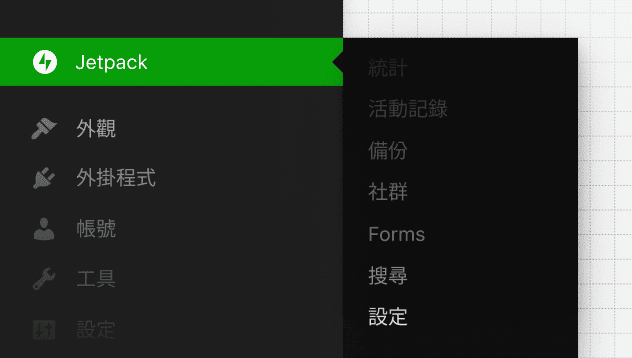 Jetpack
外觀
外掛程式
帳號
工具
設定
統計
活動記錄
備份
社群
Forms
搜尋
設定